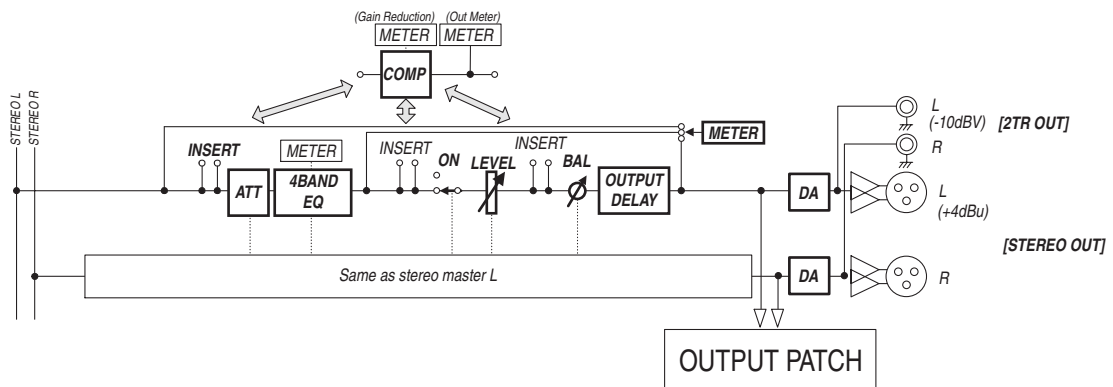 (Gain Reduction) (Out Meter)
METER METER
COMP
STEREO L
STEREO R
L
(-10dBV) [2TR OUT]
R
METER
INSERT METER INSERT ON LEVEL INSERT BAL
ATT 4BAND EQ OUTPUT DELAY DA L
(+4dBu)
[STEREO OUT]
Same as stereo master L DA R
OUTPUT PATCH